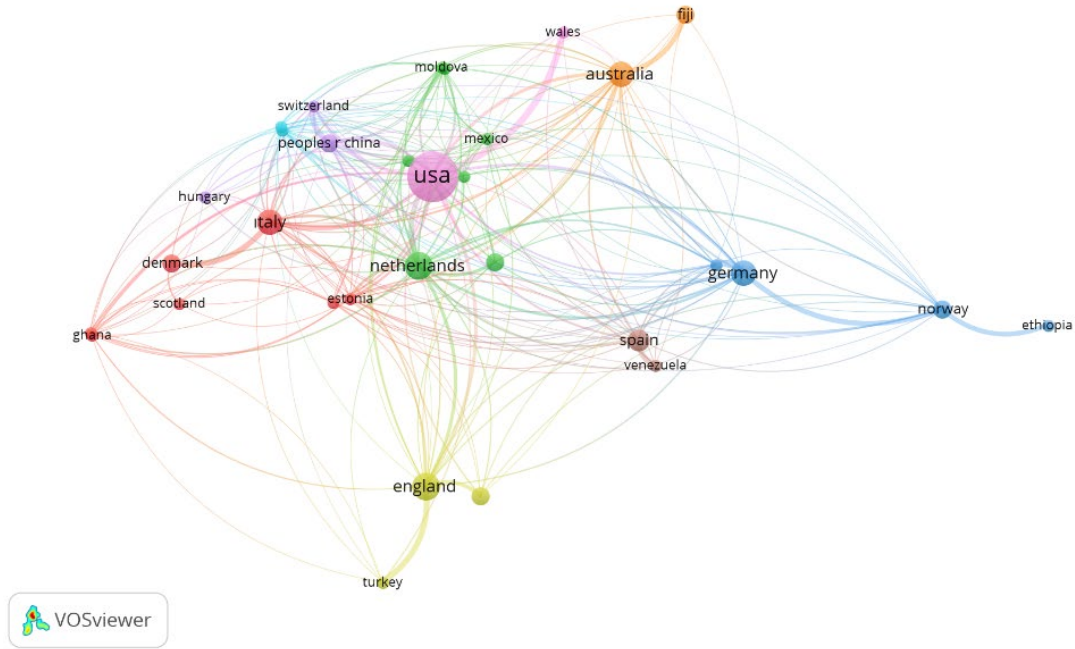 fiji
wales
australia
moldova
switzerland
mexico
peoples r china
usa
hungary
italy
denmark
netherlands
germany
estonia
scotland
norway
ghana
ethiopia
spain
venezuela
england
turkey
VOSviewer